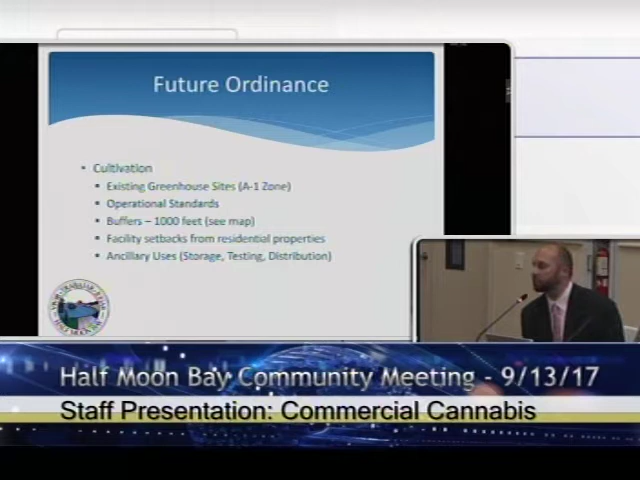 Future Ordinance
• Cultivation
▪ Existing Greenhouse Sites (A-1 Zone)
▪ Operational Standards
▪ Buffers – 1000 feet (see map)
▪ Facility setbacks from residential properties
▪ Ancillary Uses (Storage, Testing, Distribution)
Half Moon Bay Community Meeting - 9/13/17
Staff Presentation: Commercial Cannabis